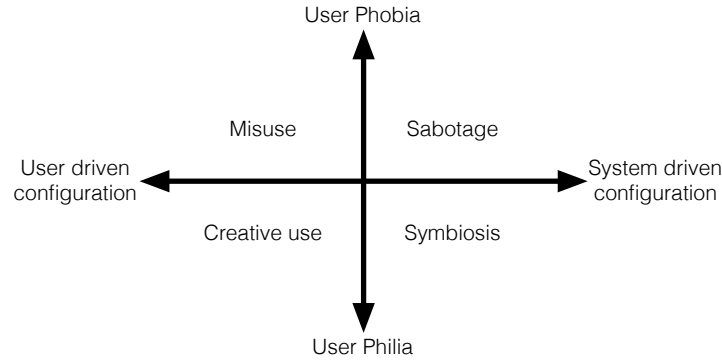 User Phobia
Misuse
Sabotage
User driven
configuration
System driven
configuration
Creative use
Symbiosis
User Philia